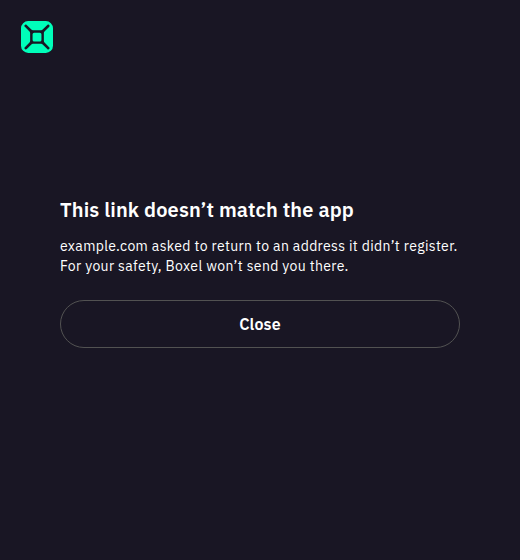 This link doesn’t match the app
example.com asked to return to an address it didn’t register.
For your safety, Boxel won’t send you there.
Close